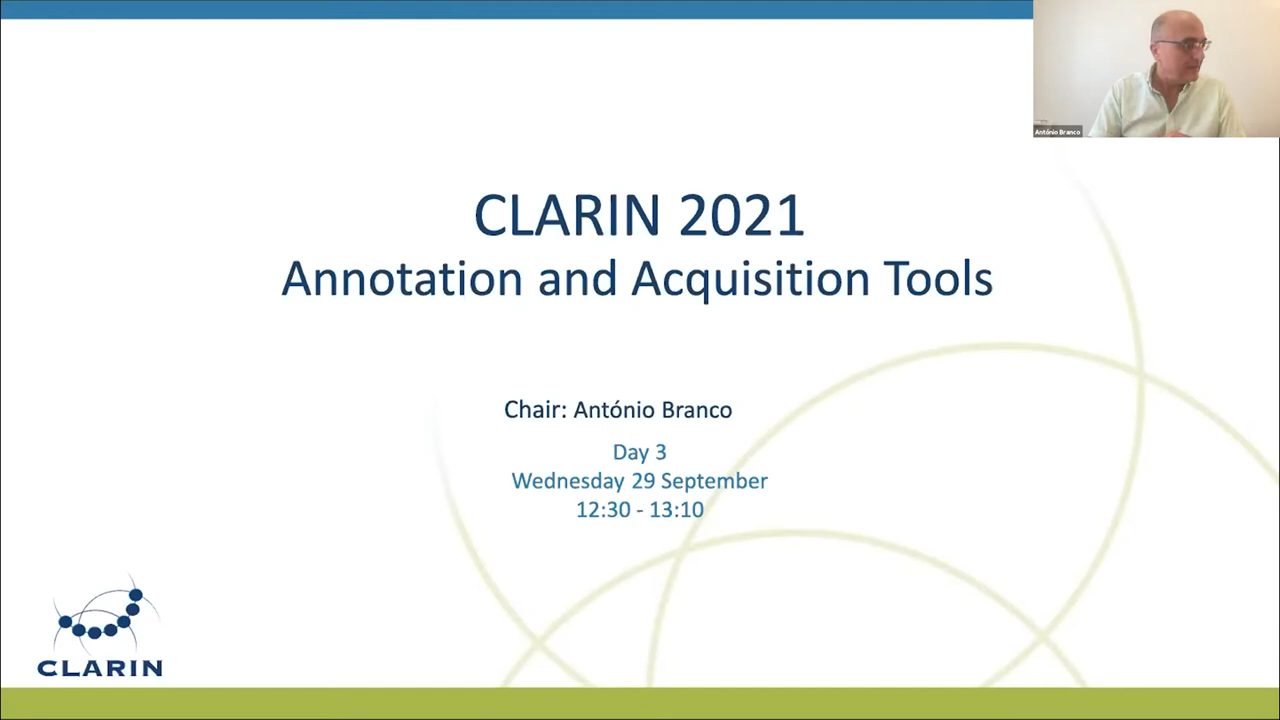 António Branco
CLARIN 2021
Annotation and Acquisition Tools
Chair: António Branco
Day 3
Wednesday 29 September
12:30 - 13:10
CLARIN